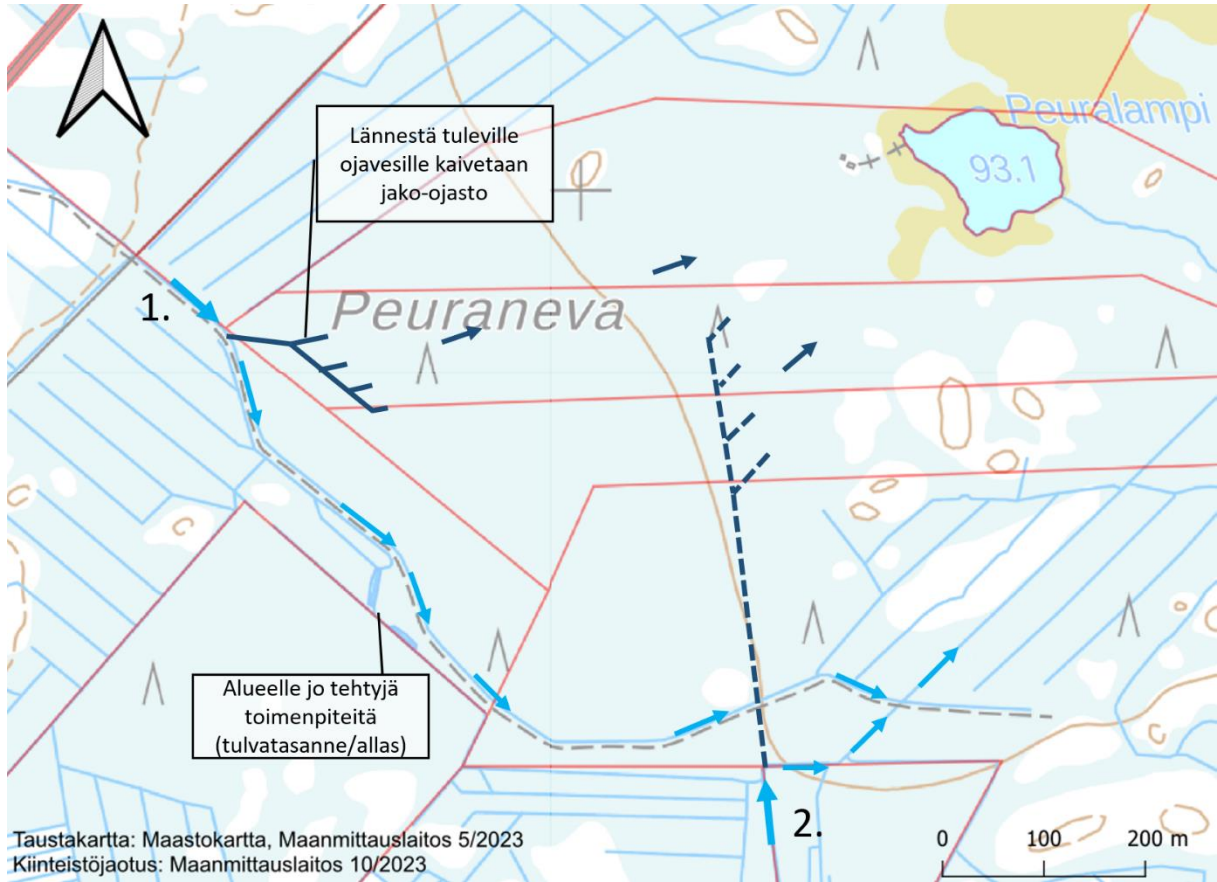 Lännestä tuleville
ojavesille kaivetaan
jako-ojasto
Peuralampi
93.1
1.
Peuraneva
Alueelle jo tehtyjä
toimenpiteitä
(tulvatasanne/allas)
2.
Taustakartta: Maastokartta, Maanmittauslaitos 5/2023
Kiinteistöjaotus: Maanmittauslaitos 10/2023
0 100 200 m